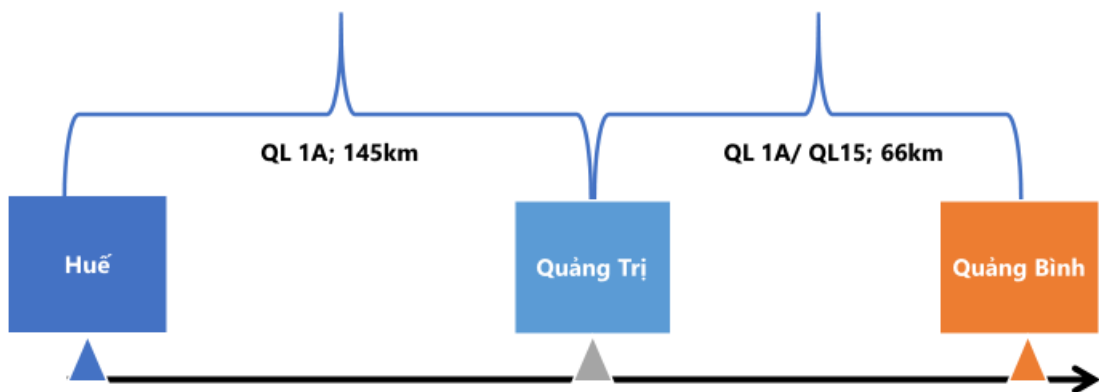 QL 1A; 145km
QL 1A/ QL15; 66km
Huế
Quảng Trị
Quảng Bình